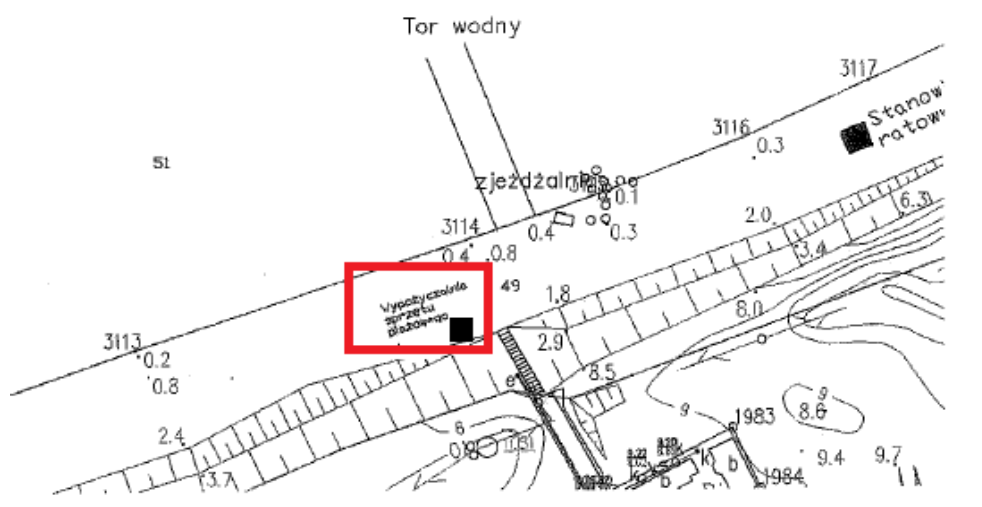 Tor wodny
3117
Stanow
ratow
3116
0.3
51
zjeżdżalnia
0.1
3114
0.4
0.3
2.0
6.3
0.4
0.8
3.4
49
Wypożyczalnia
sprzętu
plażowego
1.8
8.0
3113
0.2
2.9
0.8
8.5
e
9
9
8.6
1983
6
2.4
9.4
9.7
k
b
3.7
b
1984